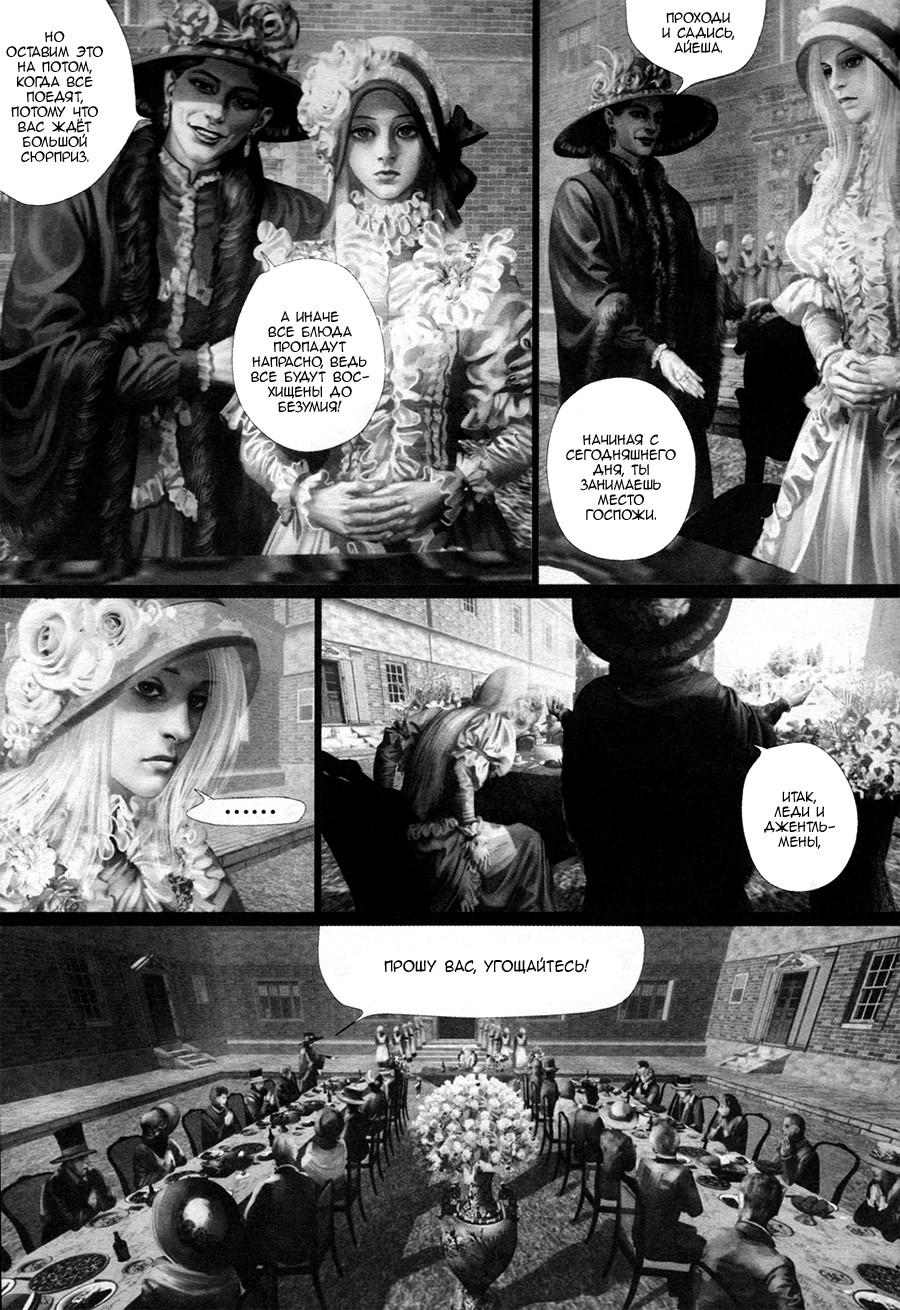 НО
ОСТАВИМ ЭТО
НА ПОТОМ,
КОГДА ВСЕ
ПОЕДЯТ,
ПОТОМУ ЧТО
ВАС ЖДЁТ
БОЛЬШОЙ
СЮРПРИЗ.
А ИНАЧЕ
ВСЕ БЛЮДА
ПРОПАДУТ
НАПРАСНО, ВЕДЬ
ВСЕ БУДУТ ВОС-
ХИЩЕНЫ ДО
БЕЗУМИЯ!
ПРОХОДИ
И САДИСЬ,
АЙЕША.
НАЧИНАЯ С
СЕГОДНЯШНЕГО
ДНЯ, ТЫ
ЗАНИМАЕШЬ
МЕСТО
ГОСПОЖИ.
......
ИТАК,
ЛЕДИ И
ДЖЕНТЛЬ-
МЕНЫ,
ПРОШУ ВАС, УГОЩАЙТЕСЬ!